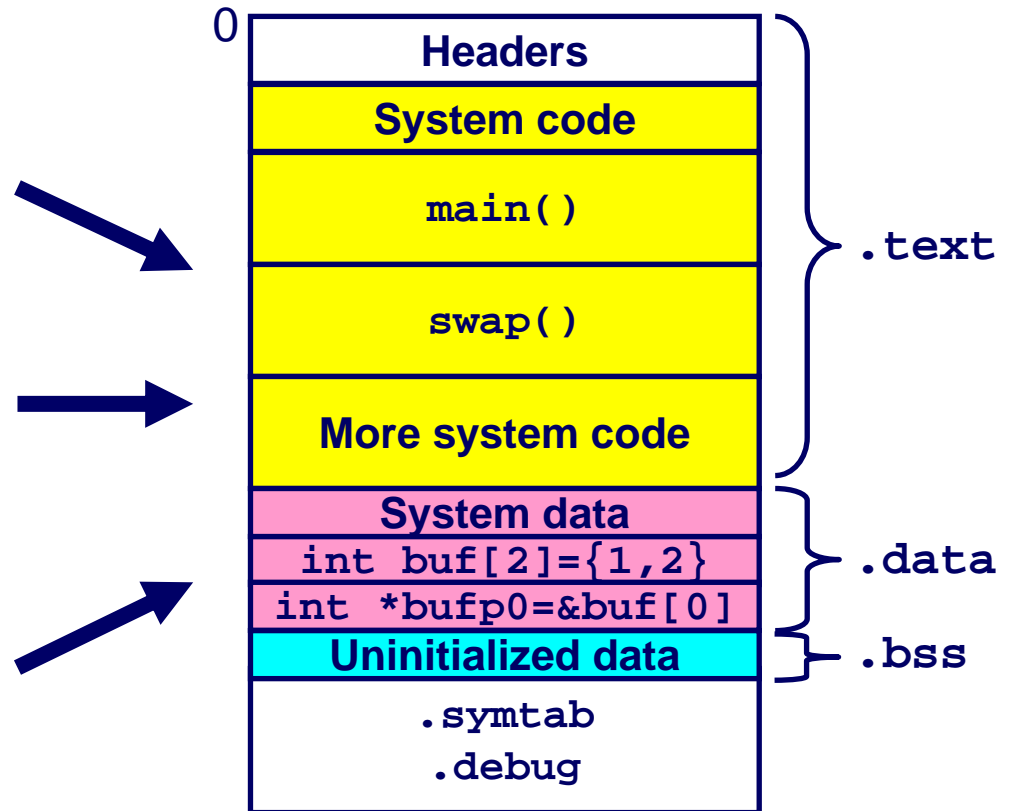 0
Headers
System code
main()
.text
swap()
More system code
System data
int buf[2]={1,2}
.data
int *bufp0=&buf[0]
Uninitialized data
.bss
.symtab
.debug